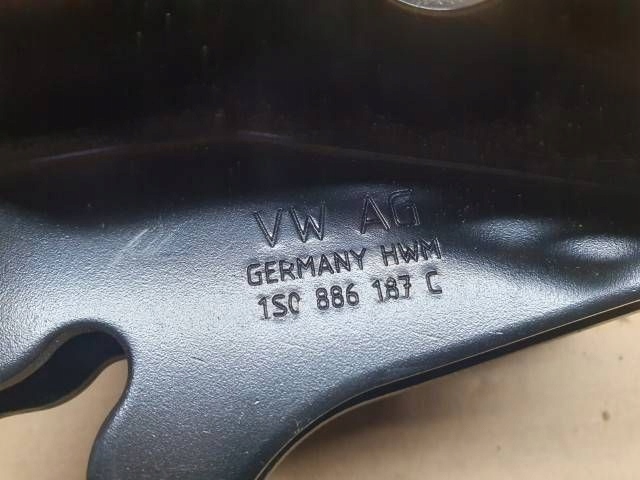 VW AG
GERMANY HWM
1S0 886 187 C